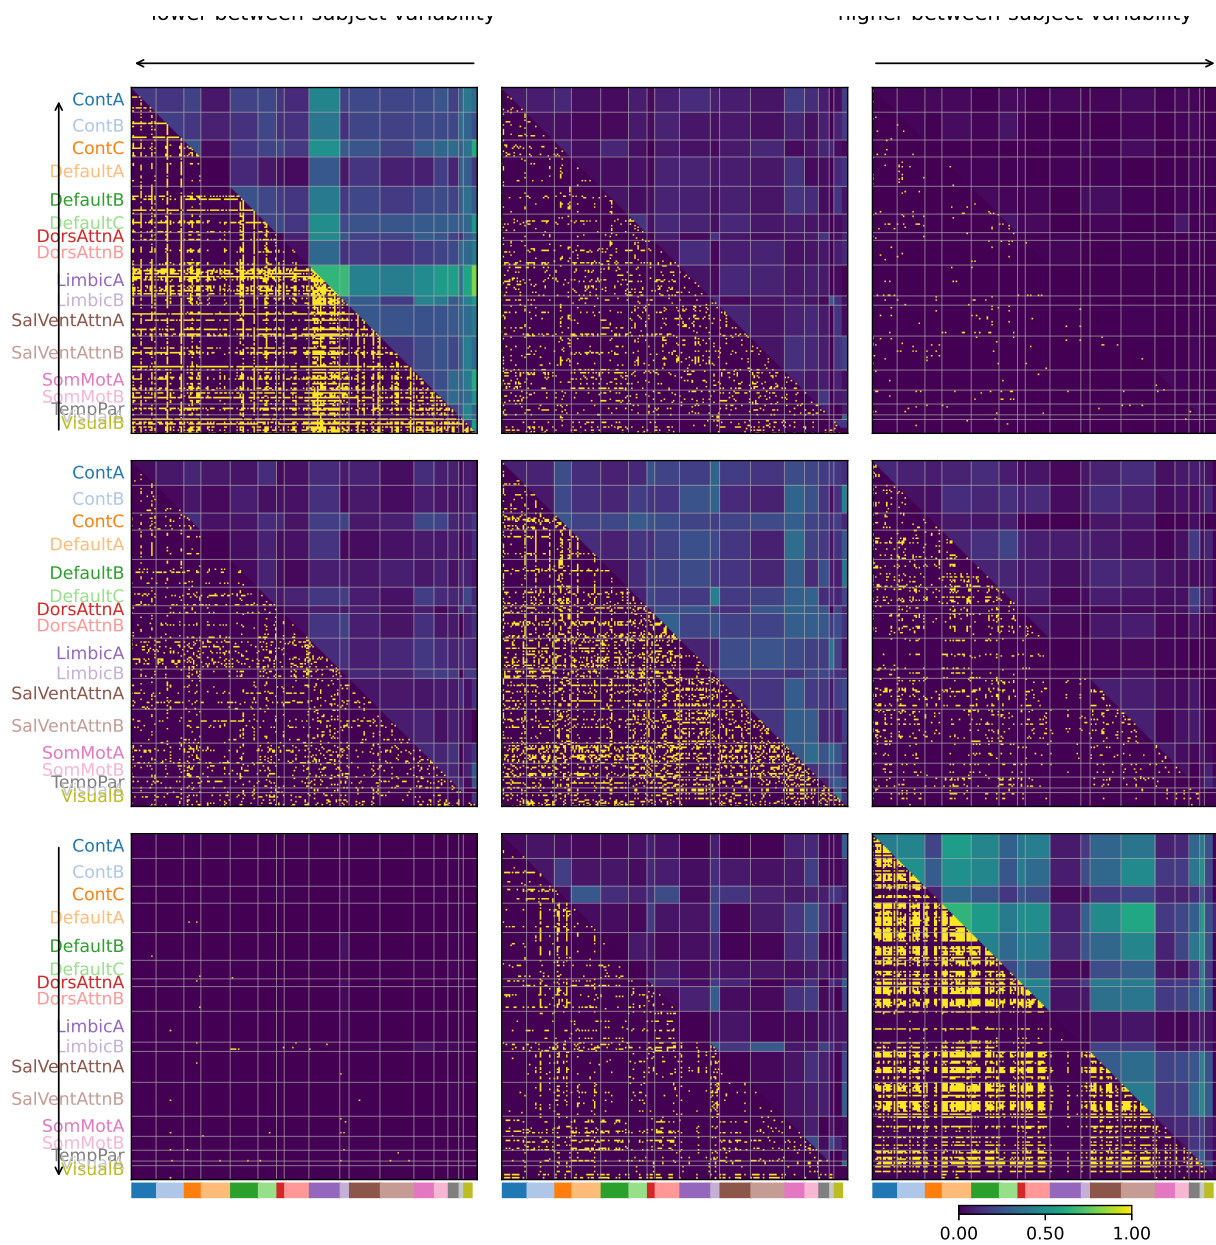 lower between subject variability
higher between subject variability
ContA
ContB
ContC
DefaultA
DefaultB
DefaultC
DorsAttnA
DorsAttnB
LimbicA
LimbicB
SalVentAttnA
SalVentAttnB
SomMotA
SomMotB
TempPar
VisualB
ContA
ContB
ContC
DefaultA
DefaultB
DefaultC
DorsAttnA
DorsAttnB
LimbicA
LimbicB
SalVentAttnA
SalVentAttnB
SomMotA
SomMotB
TempPar
VisualB
ContA
ContB
ContC
DefaultA
DefaultB
DefaultC
DorsAttnA
DorsAttnB
LimbicA
LimbicB
SalVentAttnA
SalVentAttnB
SomMotA
SomMotB
TempPar
VisualB
0.00 0.50 1.00